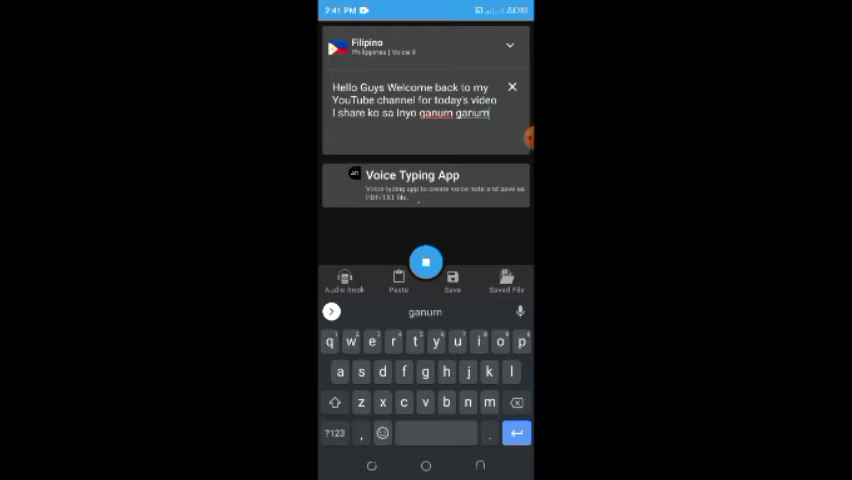 2:41 PM
Filipino
Philippines | Voice 9
Hello Guys Welcome back to my
YouTube channel for today's video
I share ko sa Inyo ganum ganum
Voice Typing App
Voice typing app to create voice note and save as
PDF/TXT file.
Audio Book
Paste
Save
Saved File
ganum
q w e r t y u i o p
a s d f g h j k l
z x c v b n m
?123 , .